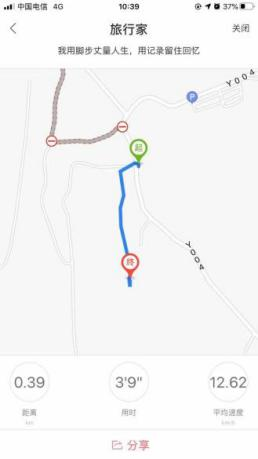 中国电信 4G 10:39 37%
旅行家 关闭
我用脚步丈量人生，用记录留住回忆
Y004
P
起
Y004
终
0.39 3'9" 12.62
距离 用时 平均速度
km km/h
分享